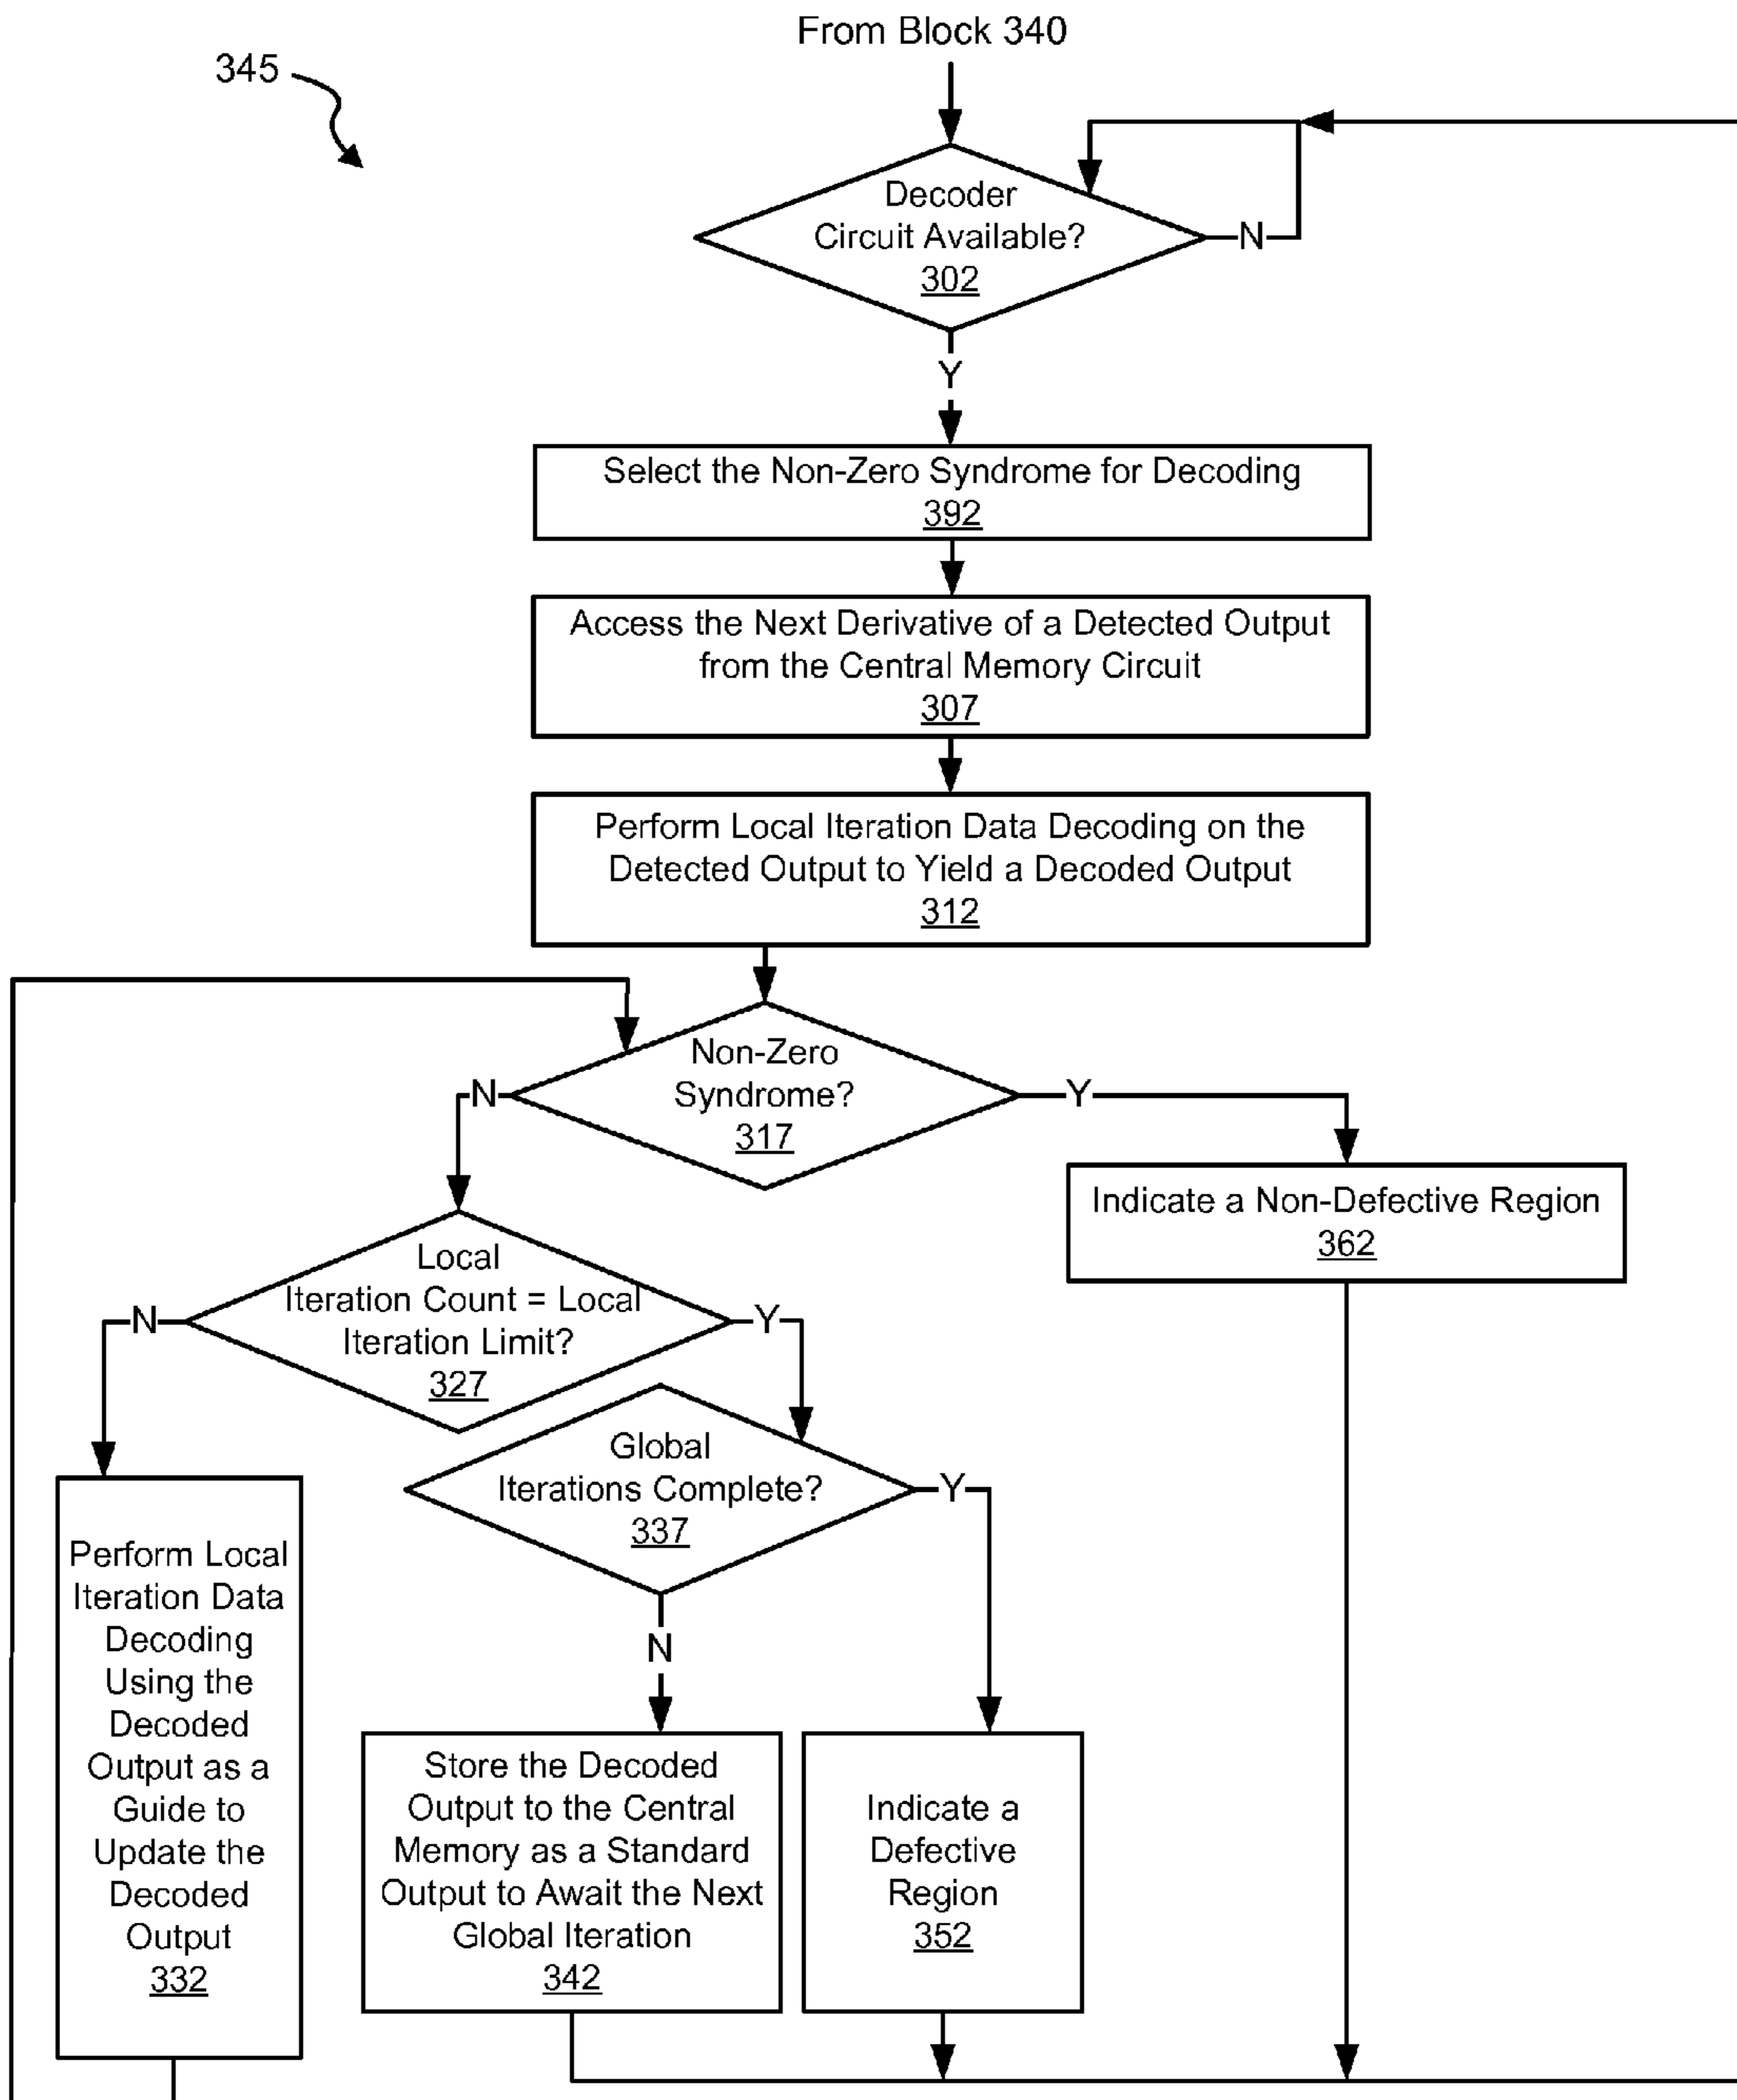 From Block 340
345
Decoder
Circuit Available?
302
N
Y
Select the Non-Zero Syndrome for Decoding
392
Access the Next Derivative of a Detected Output
from the Central Memory Circuit
307
Perform Local Iteration Data Decoding on the
Detected Output to Yield a Decoded Output
312
Non-Zero
Syndrome?
317
N
Y
Indicate a Non-Defective Region
362
Local
Iteration Count = Local
Iteration Limit?
327
N
Y
Global
Iterations Complete?
337
Y
N
Perform Local
Iteration Data
Decoding
Using the
Decoded
Output as a
Guide to
Update the
Decoded
Output
332
Store the Decoded
Output to the Central
Memory as a Standard
Output to Await the Next
Global Iteration
342
Indicate a
Defective
Region
352